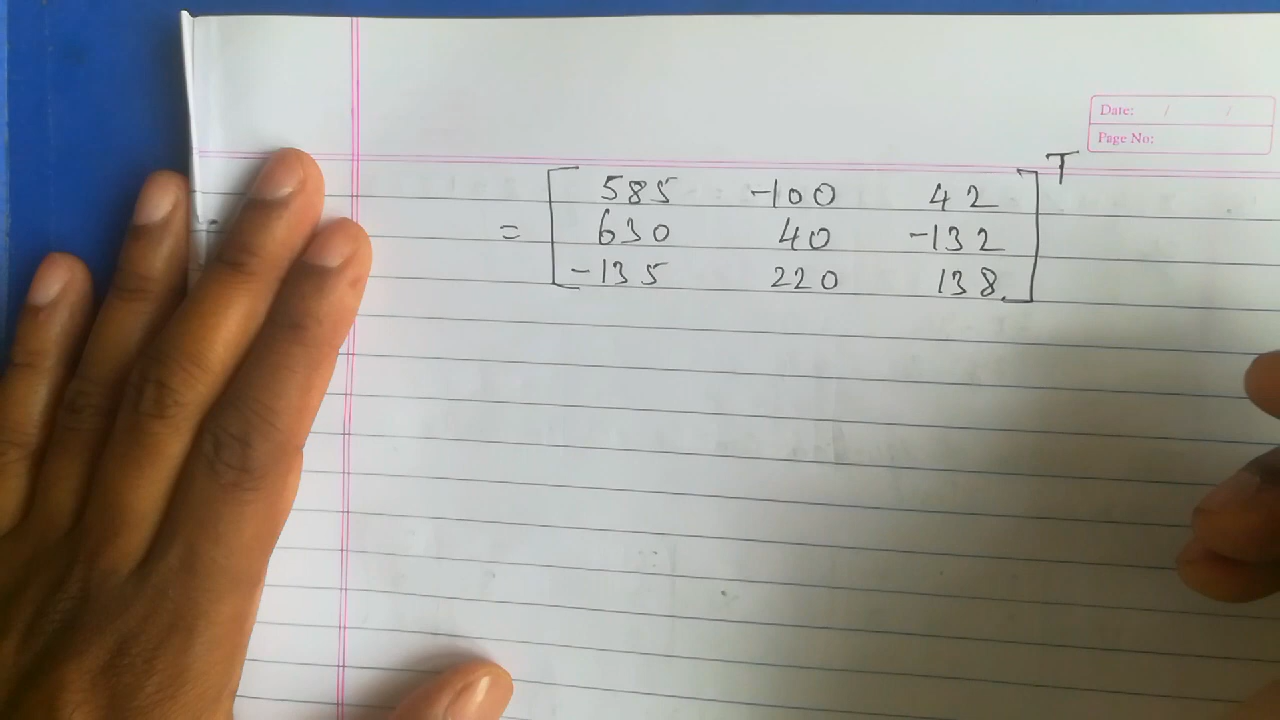 Date: / /
Page No:
T
585 -100 42
= 630 40 -132
-135 220 138